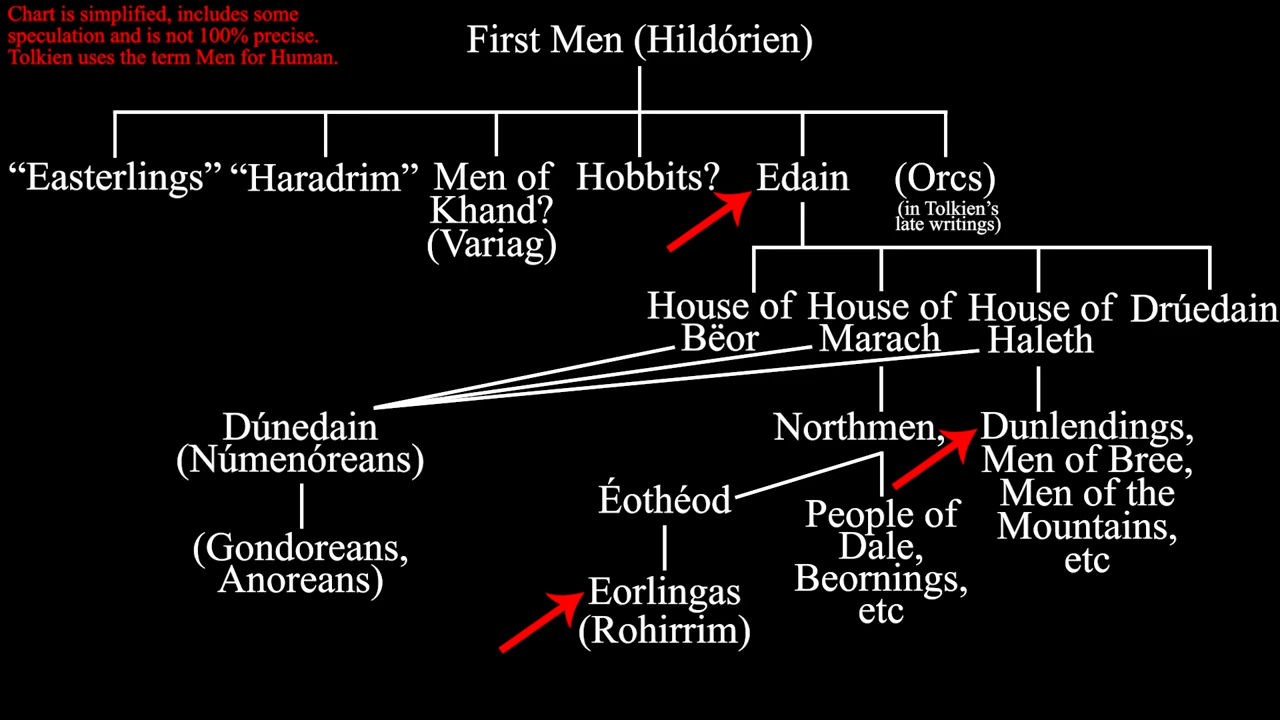 Chart is simplified, includes some
speculation and is not 100% precise.
Tolkien uses the term Men for Human.
First Men (Hildórien)
“Easterlings”
“Haradrim”
Men of
Khand?
(Variag)
Hobbits?
Edain
(Orcs)
(in Tolkien’s
late writings)
House of
Bëor
House of
Marach
House of
Haleth
Drúedain
Dúnedain
(Númenóreans)
Northmen,
Dunlendings,
Men of Bree,
Men of the
Mountains,
etc
Éothéod
People of
Dale,
Beornings,
etc
(Gondoreans,
Anoreans)
Eorlingas
(Rohirrim)